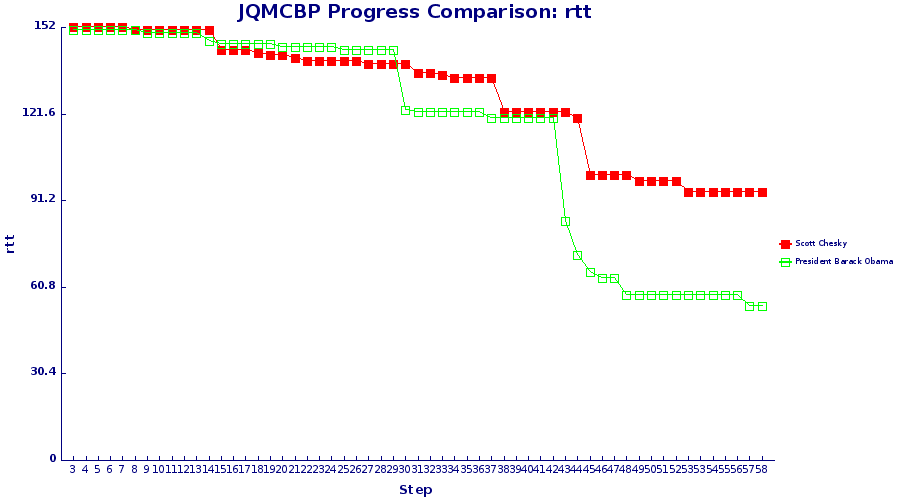 JQMCBP Progress Comparison: rtt
152
121.6
91.2
60.8
30.4
0
rtt
3 4 5 6 7 8 9 10 11 12 13 14 15 16 17 18 19 20 21 22 23 24 25 26 27 28 29 30 31 32 33 34 35 36 37 38 39 40 41 42 43 44 45 46 47 48 49 50 51 52 53 54 55 56 57 58
Step
Scott Chesky
President Barack Obama